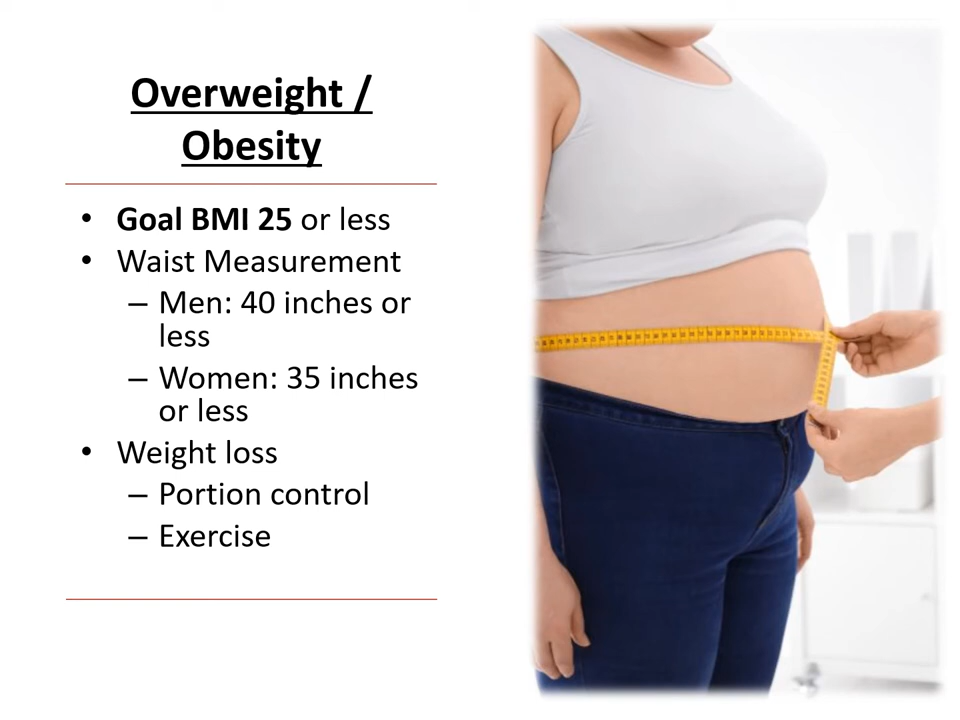 Overweight /
Obesity
• Goal BMI 25 or less
• Waist Measurement
– Men: 40 inches or
less
– Women: 35 inches
or less
• Weight loss
– Portion control
– Exercise